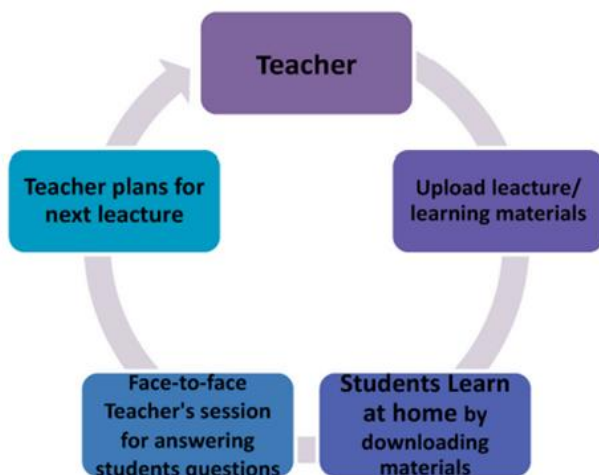 Teacher
Upload leacture/
learning materials
Students Learn
at home by
downloading
materials
Face-to-face
Teacher's session
for answering
students questions
Teacher plans for
next leacture